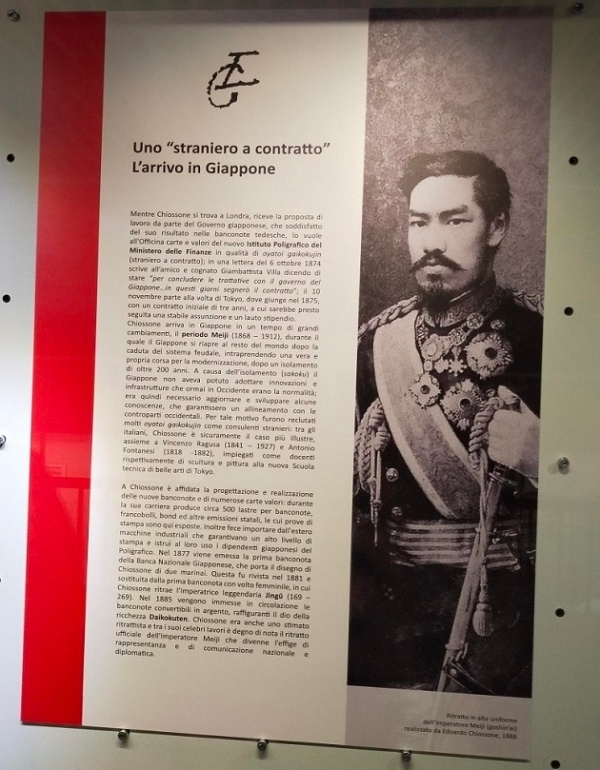 Uno "straniero a contratto"
L'arrivo in Giappone
Mentre Chiossone si trova a Londra, riceve la proposta di
lavoro da parte del Governo giapponese, che soddisfatto
del suo risultato nelle banconote tedesche, lo vuole
all'Officina carte e valori del nuovo Istituto Poligrafico del
Ministero delle Finanze in qualità di oyatoi gaikokujin
(straniero a contratto); in una lettera del 6 ottobre 1874
scrive all'amico e cognato Giambattista Villa dicendo di
stare "per concludere le trattative con il governo del
Giappone...in questi giorni segnerò il contratto"; il 10
novembre parte alla volta di Tokyo, dove giunge nel 1875,
con un contratto iniziale di tre anni, a cui sarebbe presto
seguita una stabile assunzione e un lauto stipendio.
Chiossone arriva in Giappone in un tempo di grandi
cambiamenti, il periodo Meiji (1868 – 1912), durante il
quale il Giappone si riapre al resto del mondo dopo la
caduta del sistema feudale, intraprendendo una vera e
propria corsa per la modernizzazione, dopo un isolamento
di oltre 200 anni. A causa dell'isolamento (sakoku) il
Giappone non aveva potuto adottare innovazioni e
infrastrutture che ormai in Occidente erano la normalità;
era quindi necessario aggiornare e sviluppare alcune
conoscenze, che garantissero un allineamento con le
controparti occidentali. Per tale motivo furono reclutati
molti oyatoi gaikokujin come consulenti stranieri: tra gli
italiani, Chiossone è sicuramente il caso più illustre,
assieme a Vincenzo Ragusa (1841 – 1927) e Antonio
Fontanesi (1818 -1882), impiegati come docenti
rispettivamente di scultura e pittura alla nuova Scuola
tecnica di belle arti di Tokyo.
A Chiossone è affidata la progettazione e realizzazione
delle nuove banconote e di numerose carte valori: durante
la sua carriera produce circa 500 lastre per banconote,
francobolli, bond ed altre emissioni statali, le cui prove di
stampa sono qui esposte. Inoltre fece importare dall'estero
macchine industriali che garantivano un alto livello di
stampa e istruì al loro uso i dipendenti giapponesi del
Poligrafico. Nel 1877 viene emessa la prima banconota
della Banca Nazionale Giapponese, che porta il disegno di
Chiossone di due marinai. Questa fu rivista nel 1881 e
sostituita dalla prima banconota con volto femminile, in cui
Chiossone ritrae l'Imperatrice leggendaria Jingū (169 –
269). Nel 1885 vengono immesse in circolazione le
banconote convertibili in argento, raffiguranti il dio della
ricchezza Daikokuten. Chiossone era anche uno stimato
ritrattista e tra i suoi celebri lavori è degno di nota il ritratto
ufficiale dell'Imperatore Meiji che divenne l'effige di
rappresentanza e di comunicazione nazionale e
diplomatica.
Ritratto in alta uniforme
dell'Imperatore Meiji (goshin'ei)
realizzato da Edoardo Chiossone, 1888